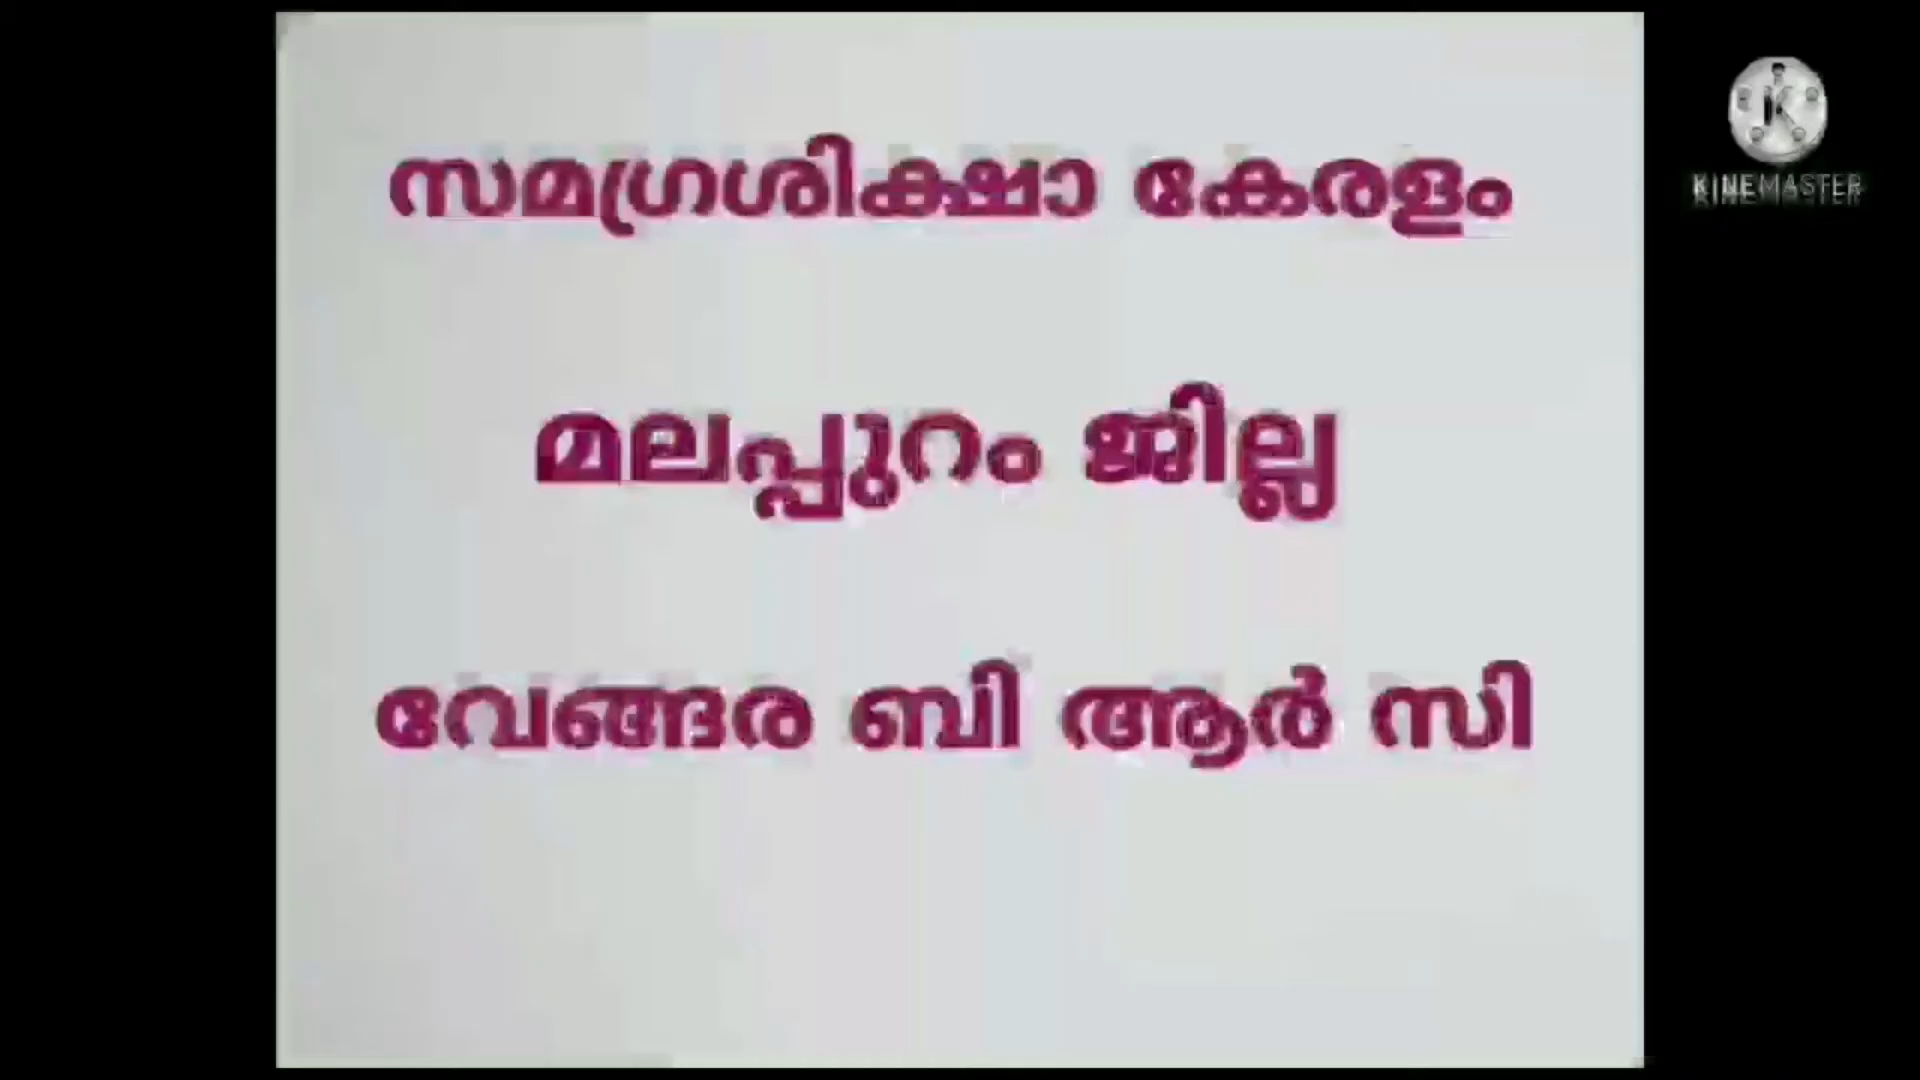 സമഗ്രശിക്ഷാ കേരളം
മലപ്പുറം ജില്ല
വേങ്ങര ബി ആർ സി
KINEMASTER